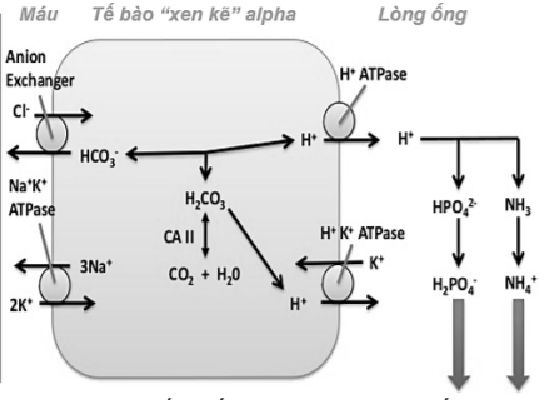 Máu Tế bào “xen kẽ” alpha Lòng ống
Anion
Exchanger
Cl-
HCO₃-
Na⁺K⁺
ATPase
3Na⁺
2K⁺
H₂CO₃
CA II
CO₂ + H₂0
H⁺ ATPase
H⁺
H⁺
H⁺ K⁺ ATPase
K⁺
H⁺
HPO₄²⁻
NH₃
H₂PO₄⁻
NH₄⁺